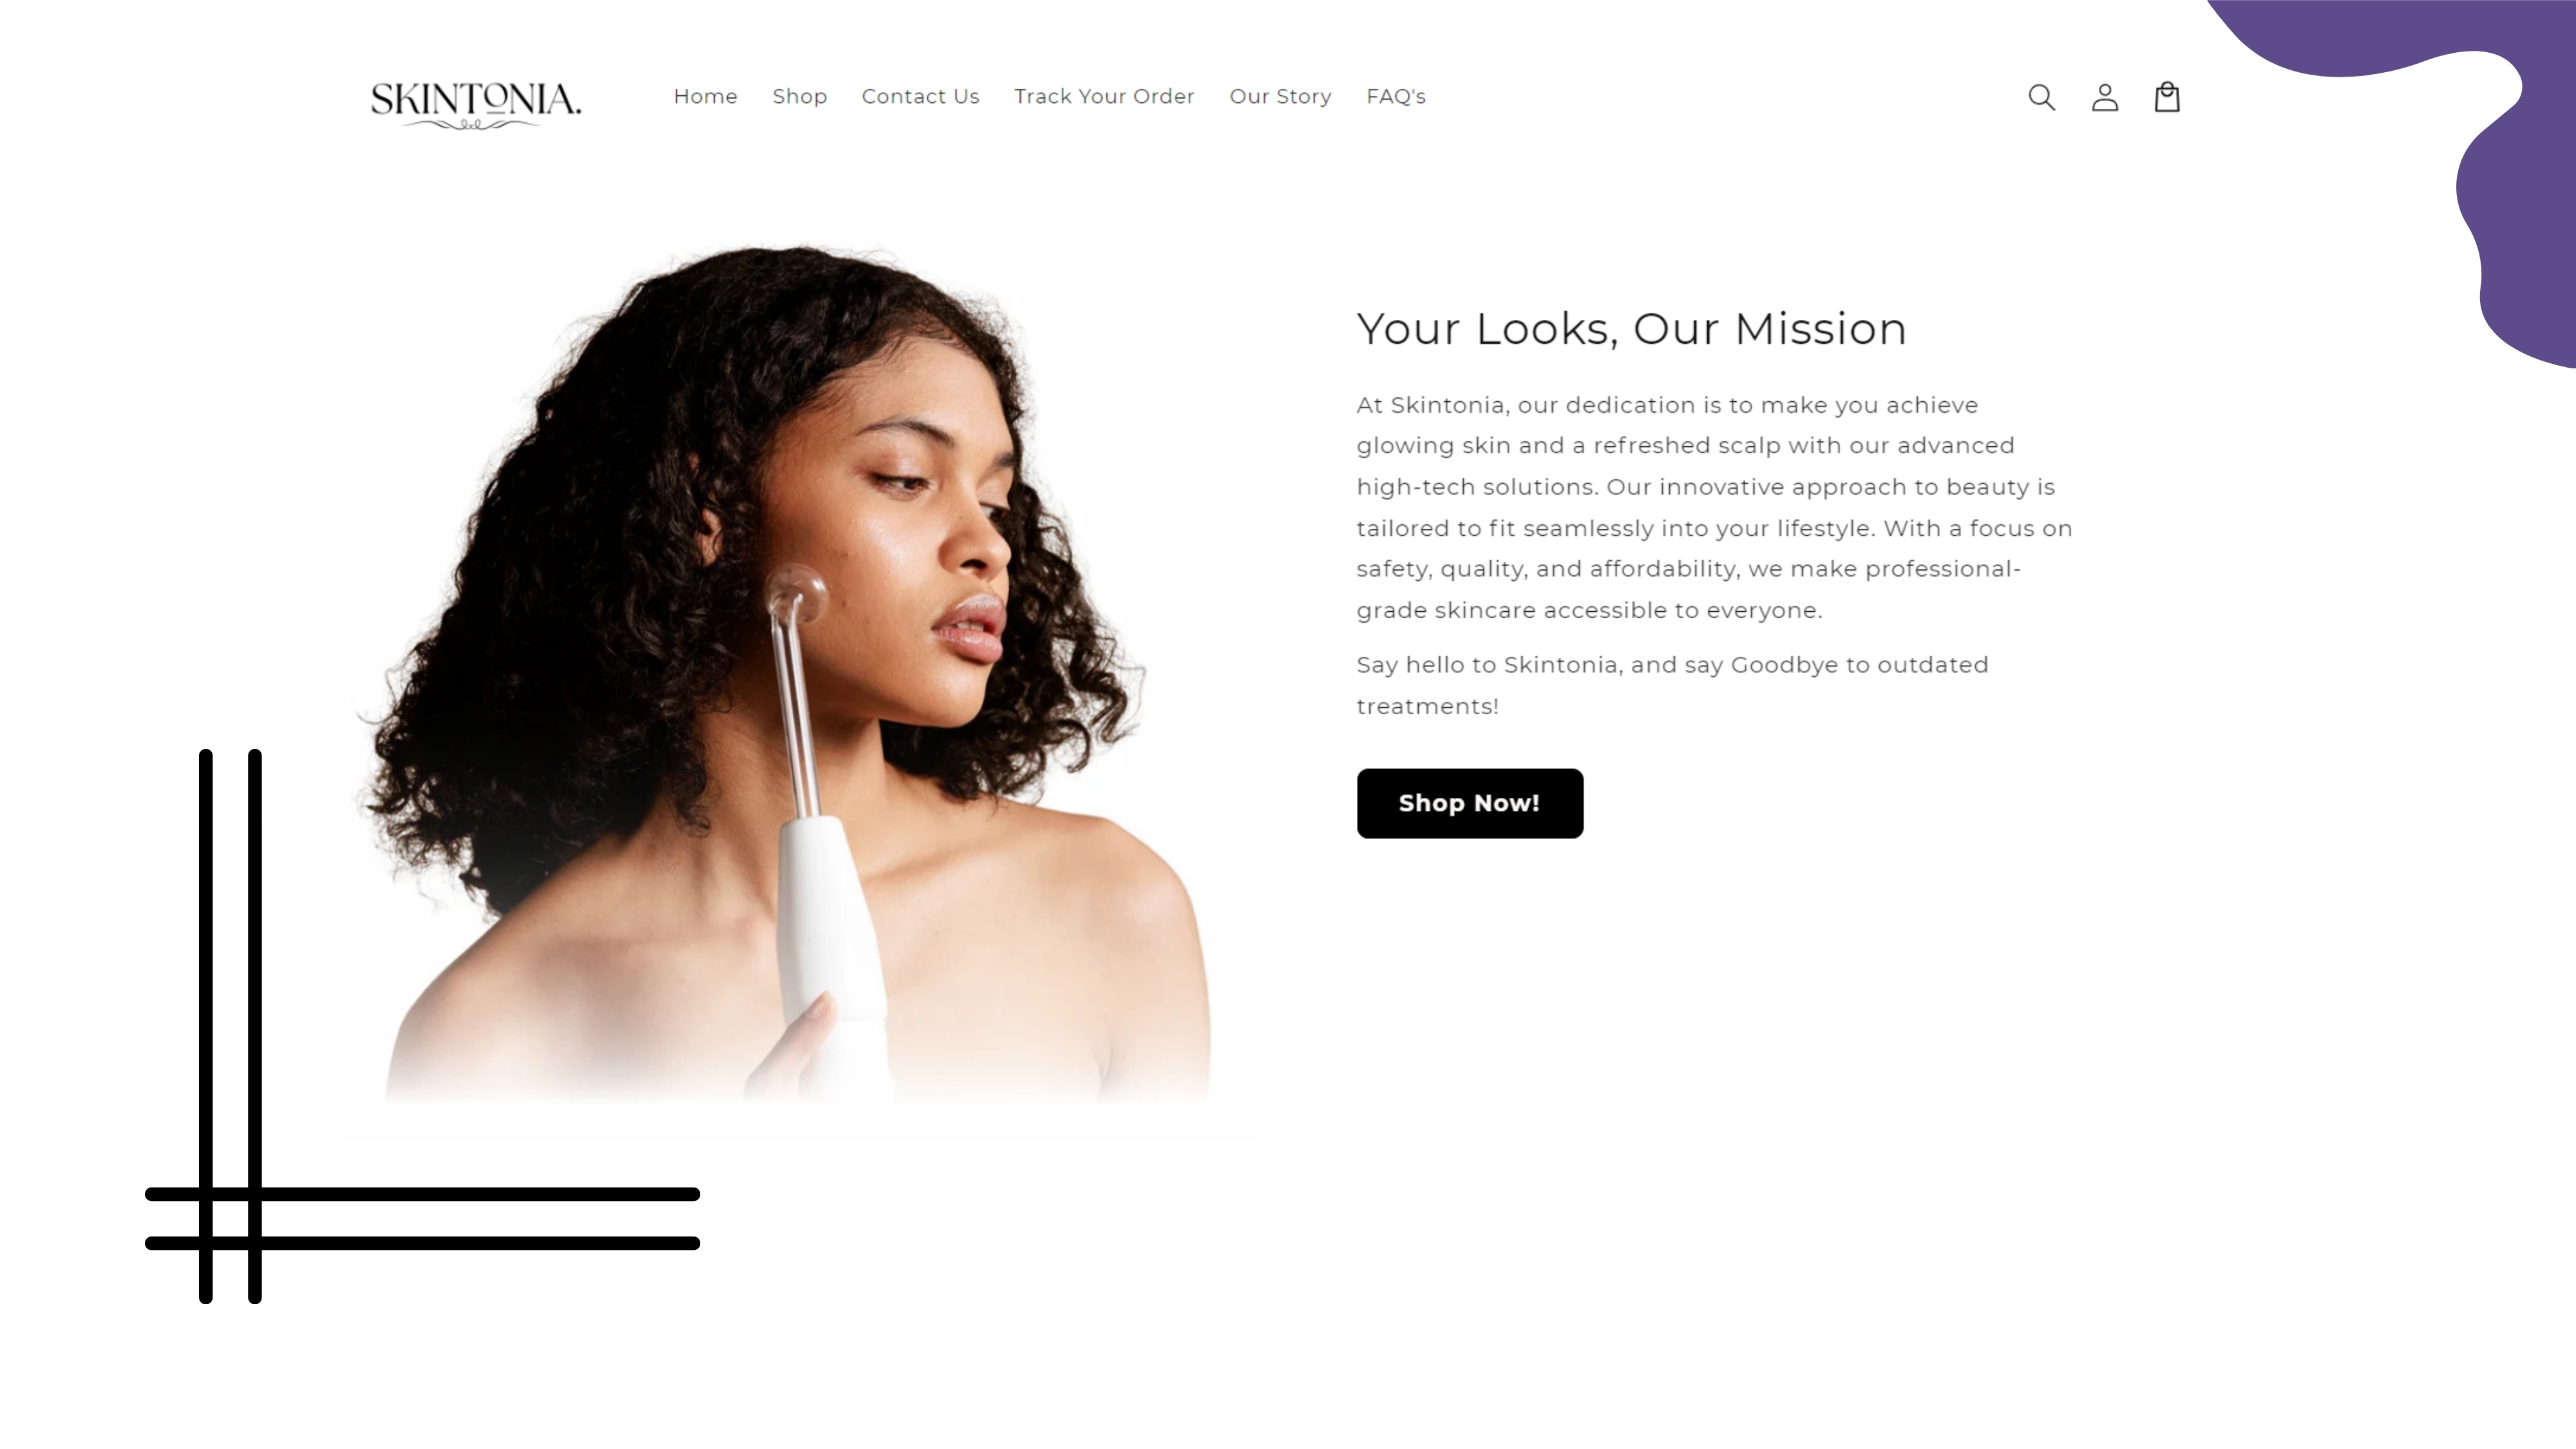 SKINTONIA.
Home Shop Contact Us Track Your Order Our Story FAQ's
Your Looks, Our Mission
At Skintonia, our dedication is to make you achieve
glowing skin and a refreshed scalp with our advanced
high-tech solutions. Our innovative approach to beauty is
tailored to fit seamlessly into your lifestyle. With a focus on
safety, quality, and affordability, we make professional-
grade skincare accessible to everyone.
Say hello to Skintonia, and say Goodbye to outdated
treatments!
Shop Now!